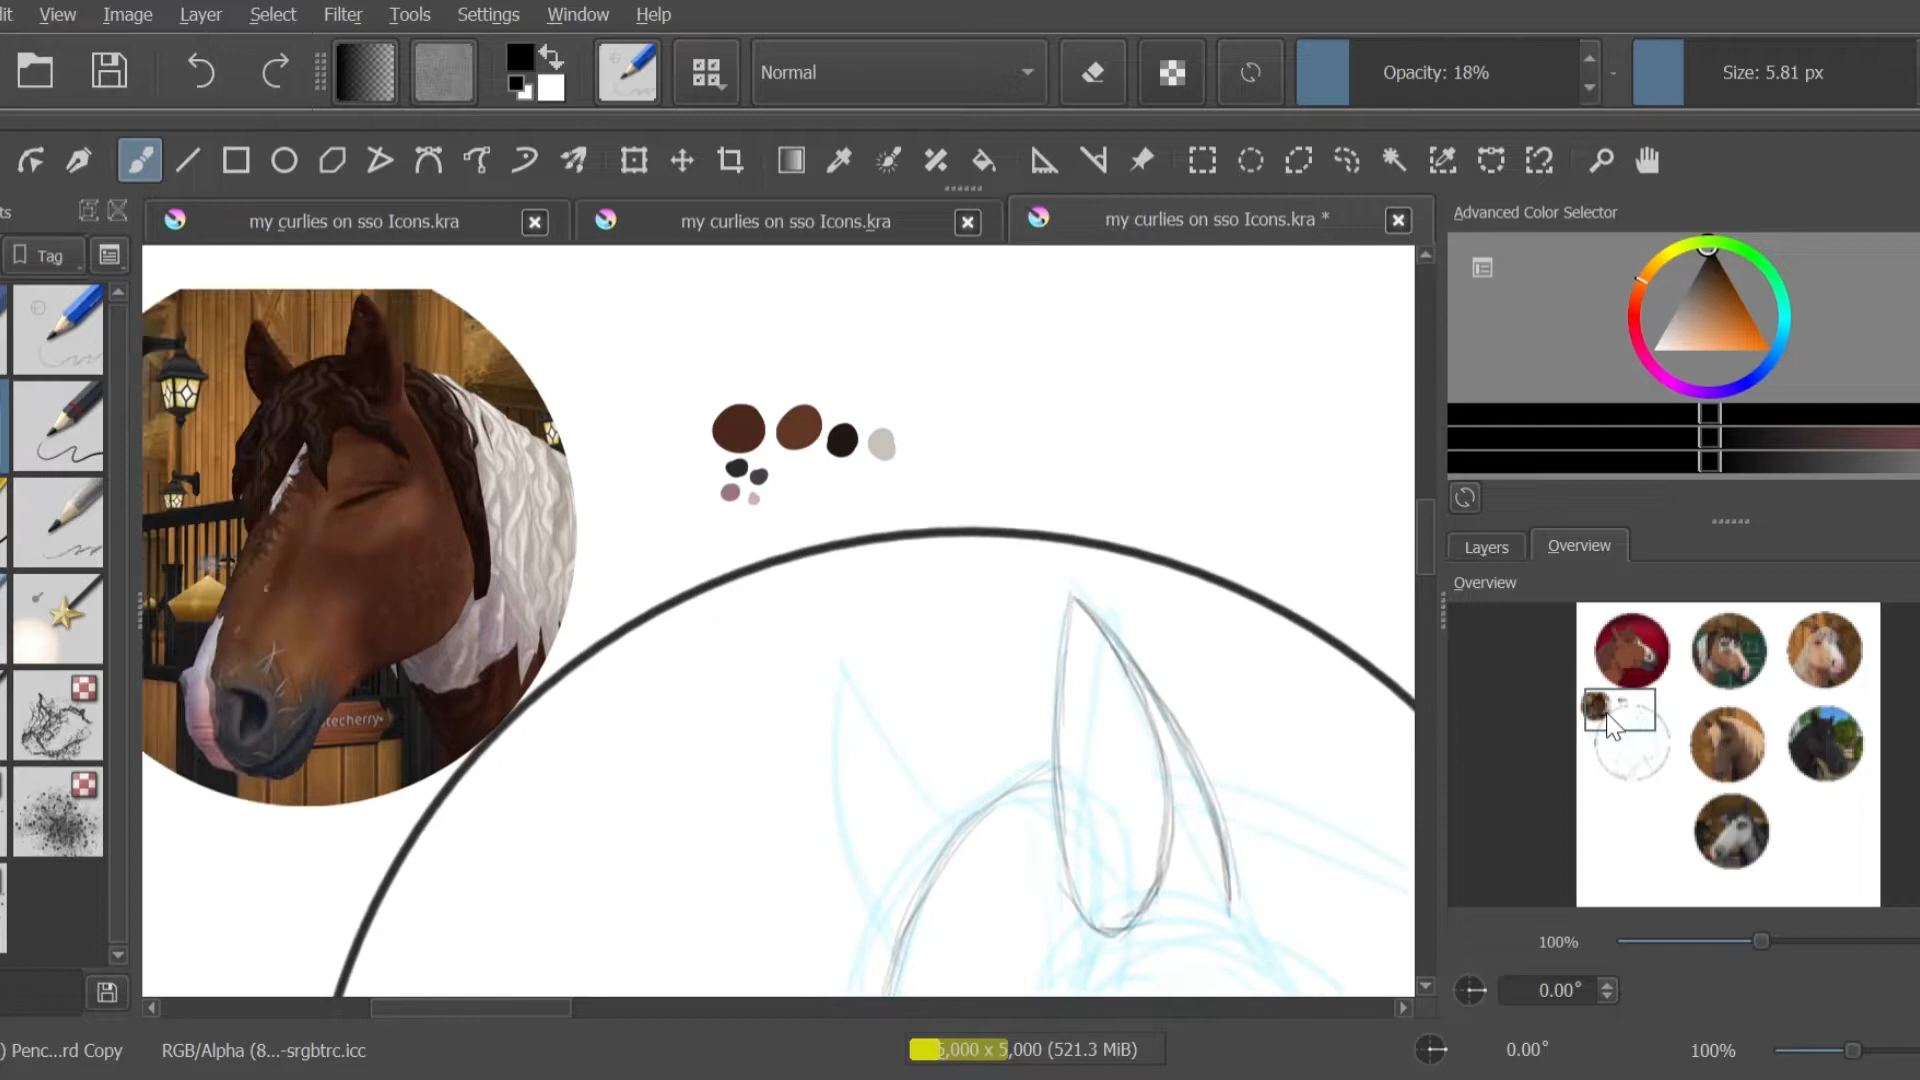 it View Image Layer Select Filter Tools Settings Window Help
Normal Opacity: 18% Size: 5.81 px
ts my curlies on sso Icons.kra my curlies on sso Icons.kra my curlies on sso Icons.kra * Advanced Color Selector
Tag
Layers Overview
Overview
techerry
100%
0.00°
) Penc...rd Copy RGB/Alpha (8...-srgbtrc.icc 5,000 x 5,000 (521.3 MiB) 0.00° 100%